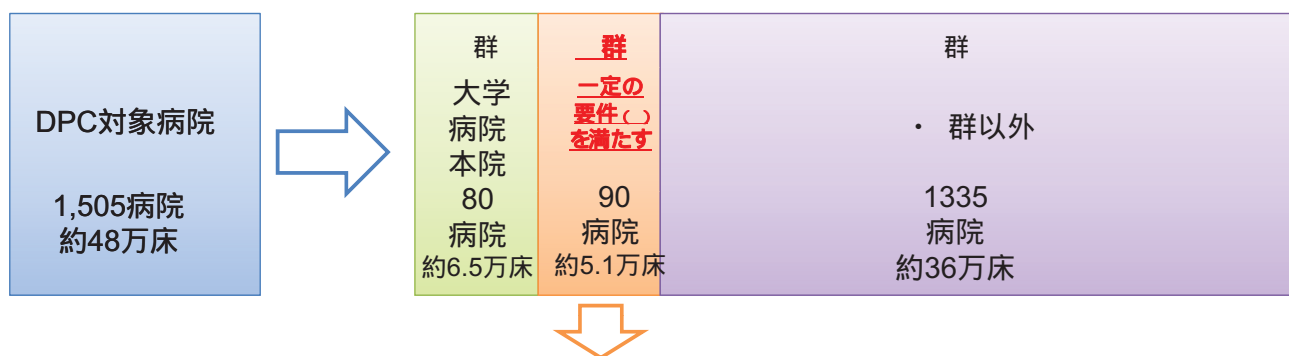 DPC対象病院
1,505病院
約48万床
群
大学
病院
本院
80
病院
約6.5万床
群
一定の
要件( )
を満たす
90
病院
約5.1万床
群
・ 群以外
1335
病院
約36万床